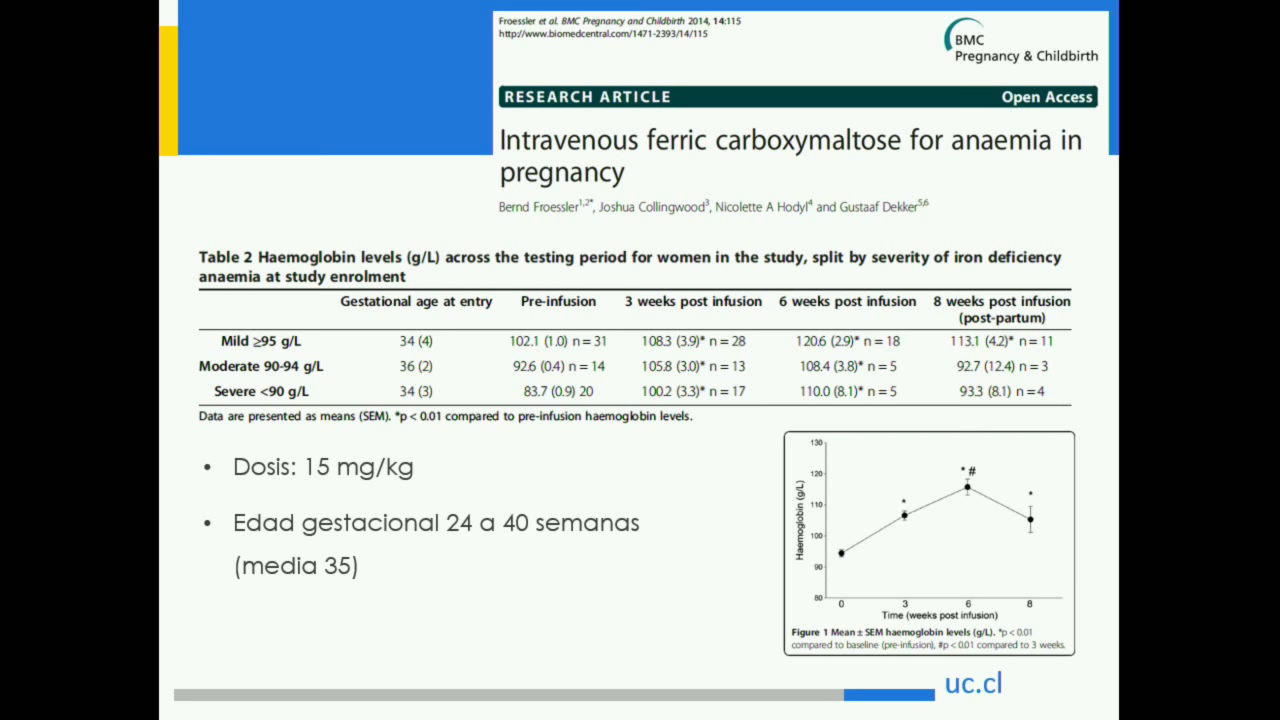 Froessler et al. BMC Pregnancy and Childbirth 2014, 14:115
http://www.biomedcentral.com/1471-2393/14/115
BMC
Pregnancy & Childbirth
RESEARCH ARTICLE Open Access
Intravenous ferric carboxymaltose for anaemia in
pregnancy
Bernd Froessler1,2*, Joshua Collingwood3, Nicolette A Hodyl4 and Gustaaf Dekker5,6
Table 2 Haemoglobin levels (g/L) across the testing period for women in the study, split by severity of iron deficiency
anaemia at study enrolment
Gestational age at entry Pre-infusion 3 weeks post infusion 6 weeks post infusion 8 weeks post infusion
(post-partum)
Mild ≥95 g/L 34 (4) 102.1 (1.0) n = 31 108.3 (3.9)* n = 28 120.6 (2.9)* n = 18 113.1 (4.2)* n = 11
Moderate 90-94 g/L 36 (2) 92.6 (0.4) n = 14 105.8 (3.0)* n = 13 108.4 (3.8)* n = 5 92.7 (12.4) n = 3
Severe <90 g/L 34 (3) 83.7 (0.9) 20 100.2 (3.3)* n = 17 110.0 (8.1)* n = 5 93.3 (8.1) n = 4
Data are presented as means (SEM). *p < 0.01 compared to pre-infusion haemoglobin levels.
• Dosis: 15 mg/kg
• Edad gestacional 24 a 40 semanas
(media 35)
Haemoglobin (g/L)
130
120
110
100
90
80
* * # *
0 3 6 8
Time (weeks post infusion)
Figure 1 Mean ± SEM haemoglobin levels (g/L). *p < 0.01
compared to baseline (pre-infusion), #p < 0.01 compared to 3 weeks.
uc.cl